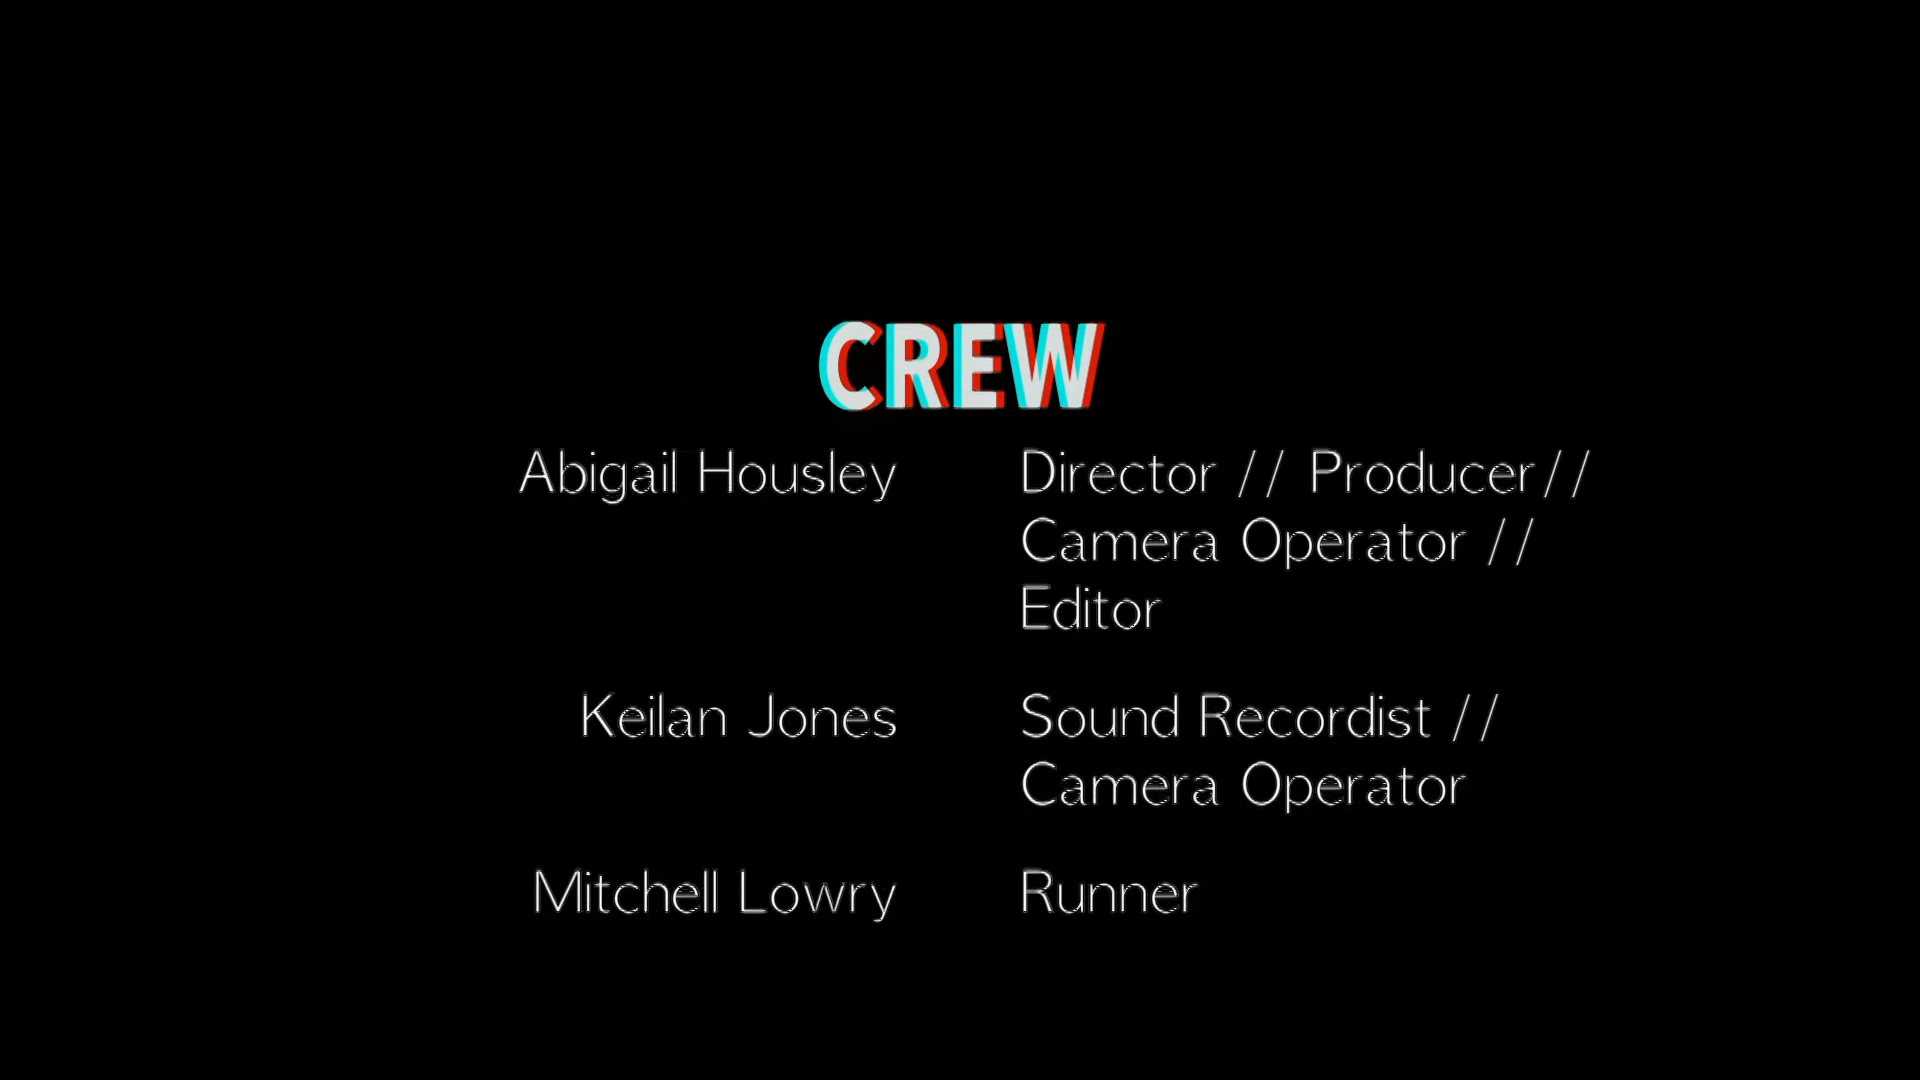 CREW
Abigail Housley Director // Producer//
Camera Operator //
Editor
Keilan Jones Sound Recordist //
Camera Operator
Mitchell Lowry Runner